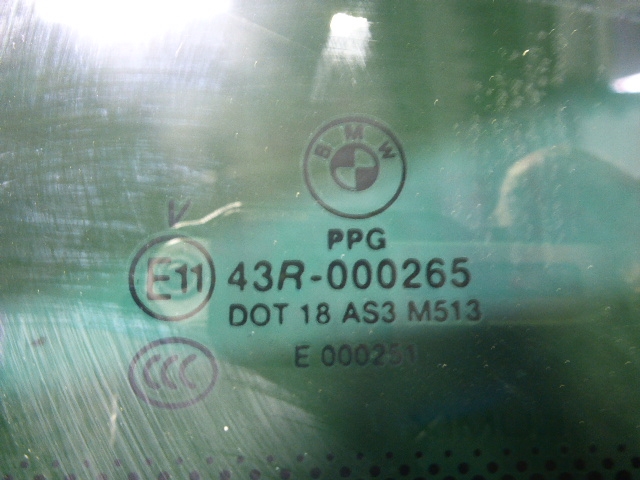 BMW
PPG
V
E11 43R-000265
DOT 18 AS3 M513
E 000251
CCC